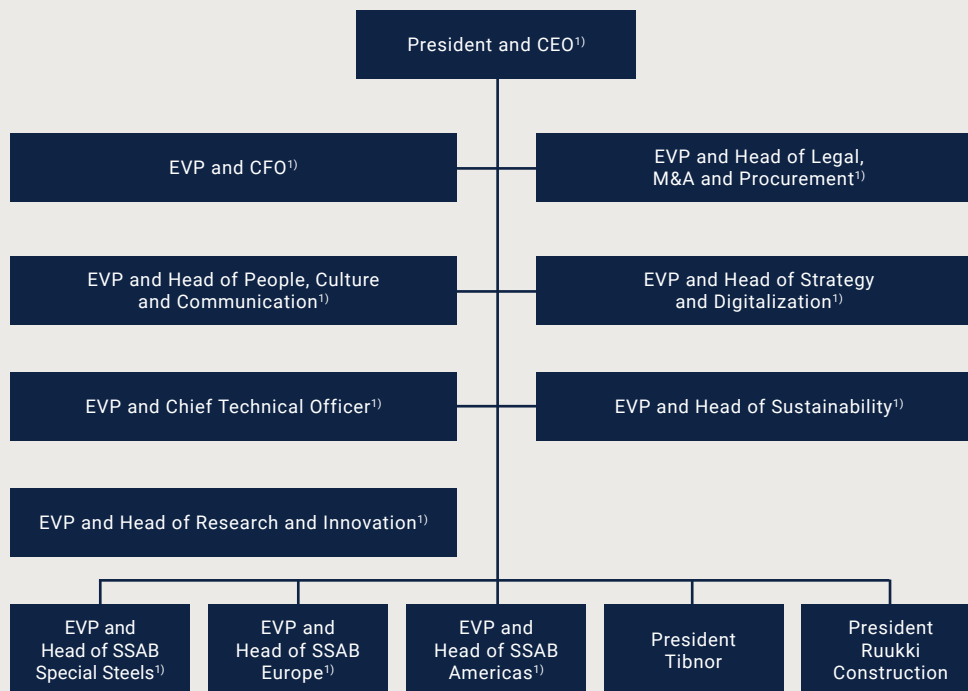 President and CEO1)
EVP and CFO1)
EVP and Head of Legal,
M&A and Procurement1)
EVP and Head of People, Culture
and Communication1)
EVP and Head of Strategy
and Digitalization1)
EVP and Chief Technical Officer1)
EVP and Head of Sustainability1)
EVP and Head of Research and Innovation1)
EVP and
Head of SSAB
Special Steels1)
EVP and
Head of SSAB
Europe1)
EVP and
Head of SSAB
Americas1)
President
Tibnor
President
Ruukki
Construction